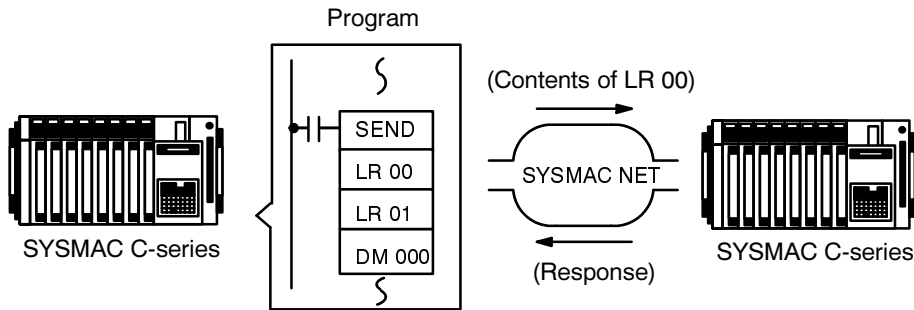 Program
(Contents of LR 00)
SEND
LR 00
LR 01
DM 000
SYSMAC NET
(Response)
SYSMAC C-series
SYSMAC C-series